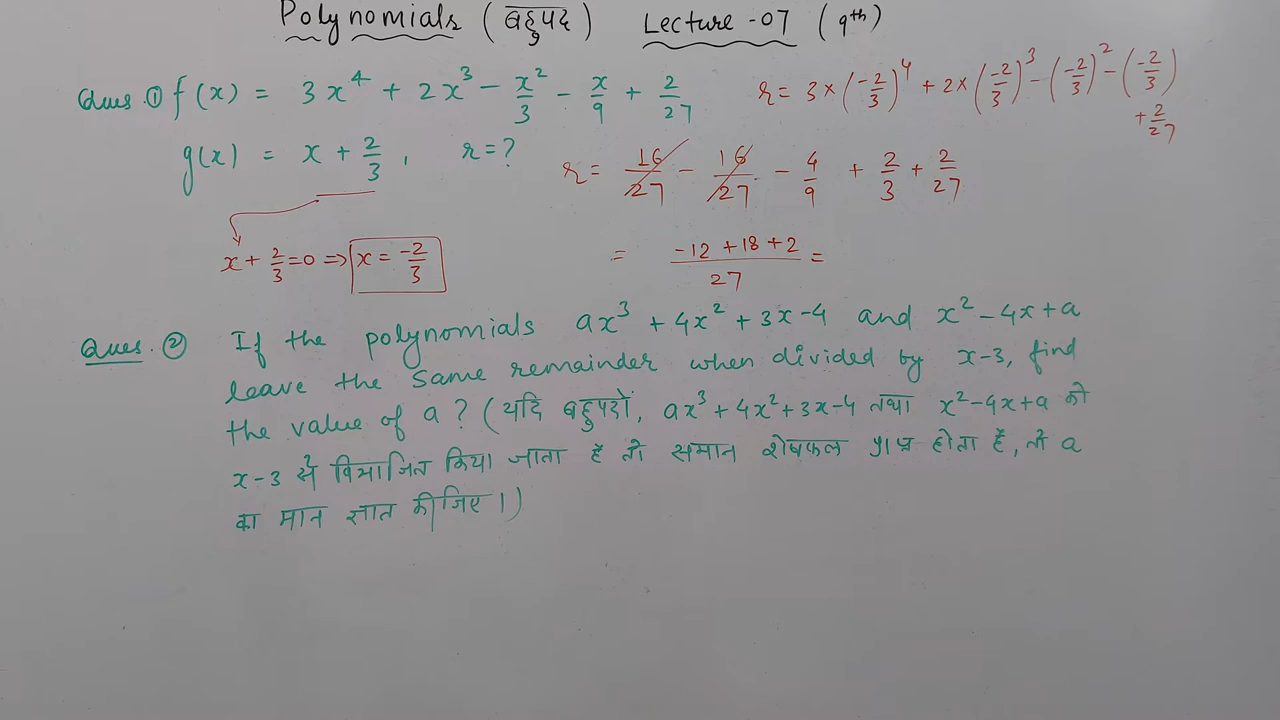 Polynomials (बहुपद) Lecture -07 (9th)
Ques.① f(x) = 3x⁴ + 2x³ - x²/3 - x/9 + 2/27
g(x) = x + 2/3, r=?
x + 2/3 = 0 ⇒ x = -2/3
r = 3×(-2/3)⁴ + 2×(-2/3)³ - (-2/3)² - (-2/3)
+ 2/27
r = 16/27 - 16/27 - 4/9 + 2/3 + 2/27
= (-12 +18 +2)/27 =
Ques.② If the polynomials ax³ + 4x² + 3x -4 and x² - 4x + a
leave the same remainder when divided by x-3, find
the value of a? (यदि बहुपदों, ax³ + 4x² + 3x -4 तथा x² -4x +a को
x-3 से विभाजित किया जाता है तो समान शेषफल प्राप्त होता है, तो a
का मान ज्ञात कीजिए।)